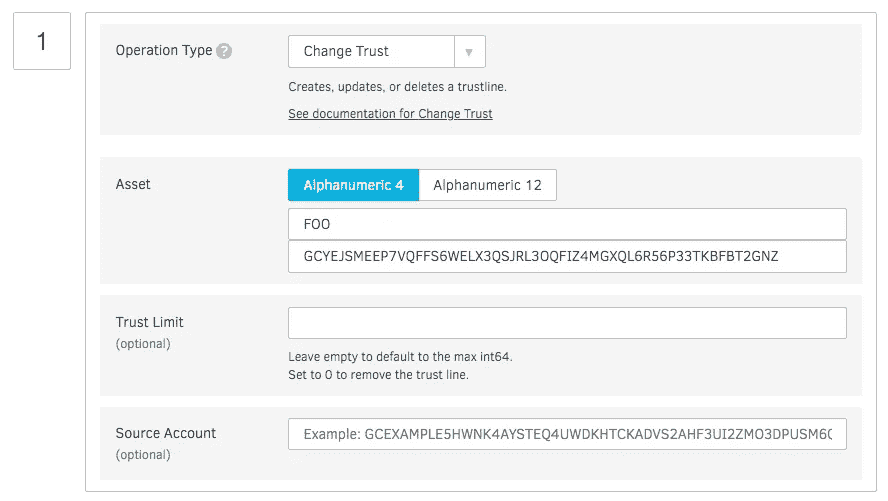 1
Operation Type ?
Change Trust
Creates, updates, or deletes a trustline.
See documentation for Change Trust
Asset
Alphanumeric 4 Alphanumeric 12
FOO
GCYEJSMEEP7VQFFS6WELX3QSJRL3OQFIZ4MGXQL6R56P33TKBFBT2GNZ
Trust Limit
(optional)
Leave empty to default to the max int64.
Set to 0 to remove the trust line.
Source Account
(optional)
Example: GCEXAMPLE5HWNK4AYSTEQ4UWDKHTCKADVS2AHF3UI2ZMO3DPUSM6